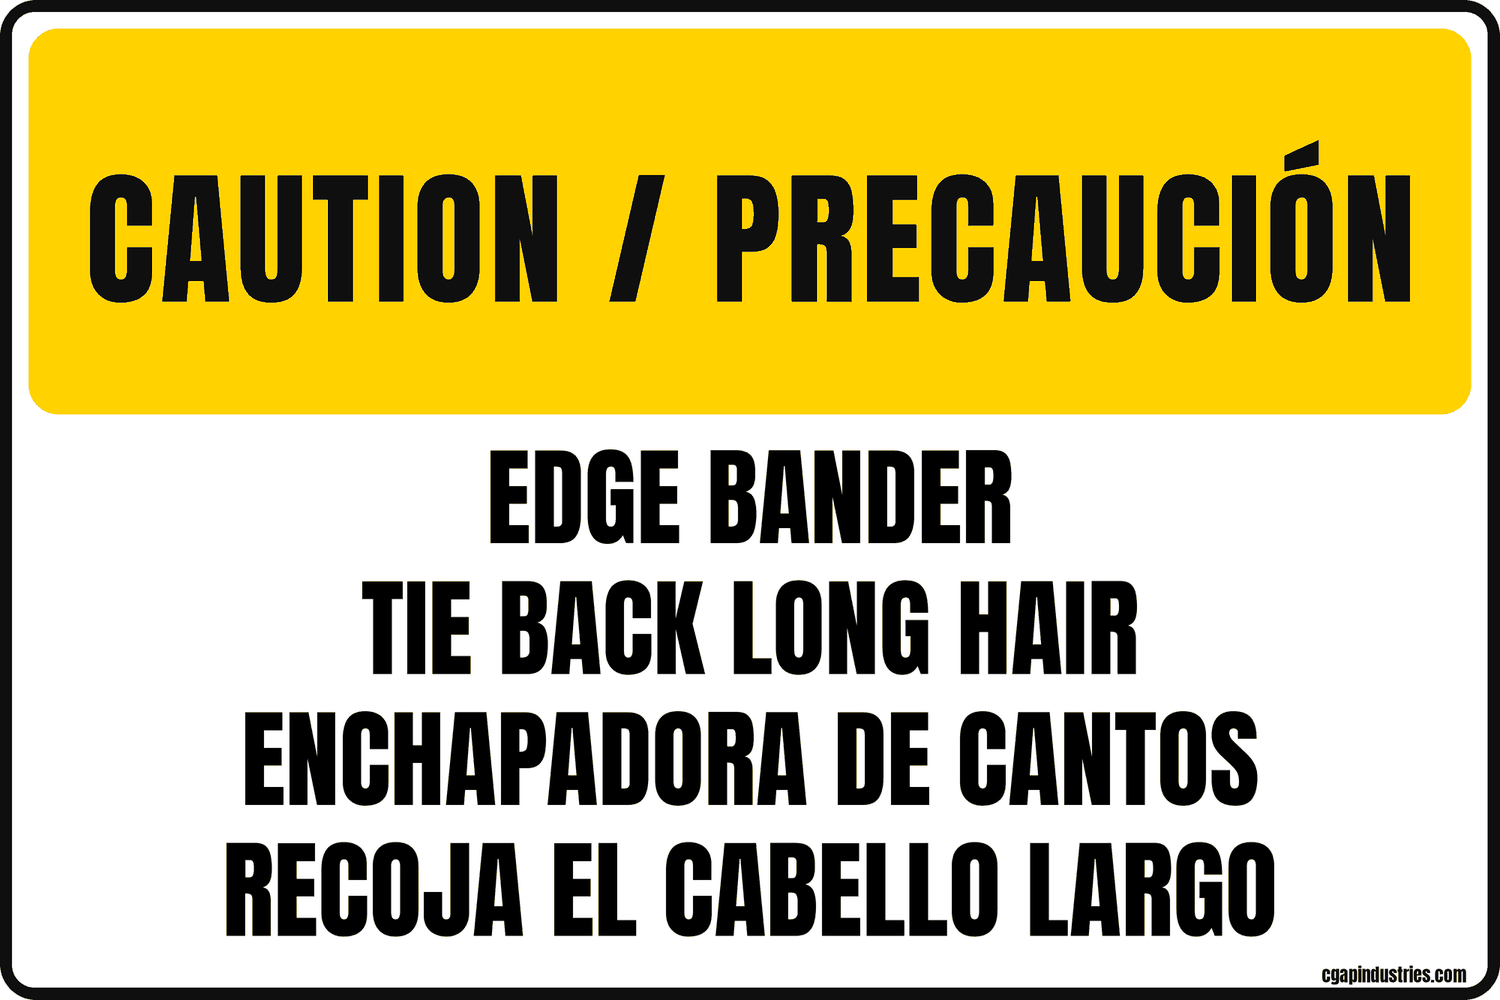 CAUTION / PRECAUCIÓN
EDGE BANDER
TIE BACK LONG HAIR
ENCHAPADORA DE CANTOS
RECOJA EL CABELLO LARGO
cgapindustries.com